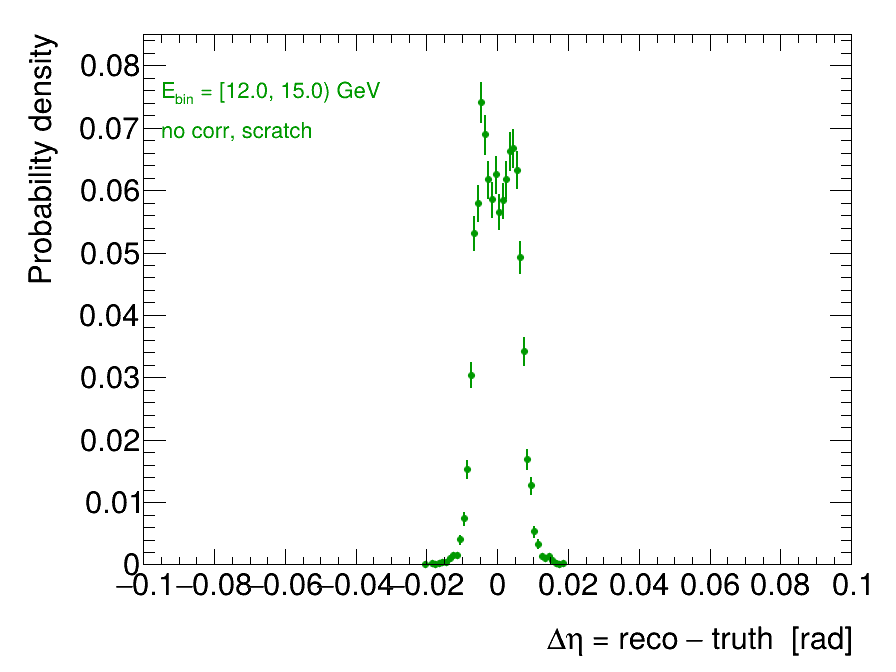 Probability density
0.08
0.07
0.06
0.05
0.04
0.03
0.02
0.01
0
E_bin = [12.0, 15.0) GeV
no corr, scratch
−0.1 −0.08 −0.06 −0.04 −0.02 0 0.02 0.04 0.06 0.08 0.1
Δη = reco − truth [rad]